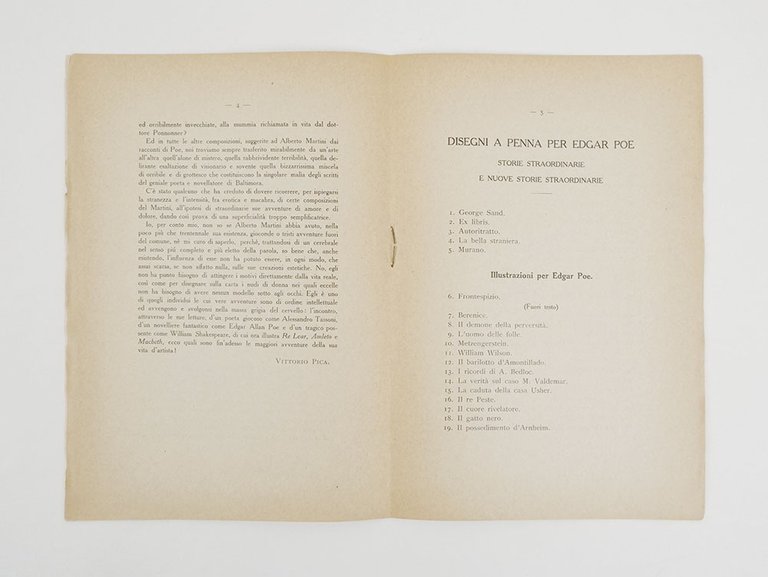 — 4 —
ed orribilmente invecchiate, alla mummia richiamata in vita dal dot-
tore Ponnonner?
Ed in tutte le altre composizioni, suggerite ad Alberto Martini dai
racconti di Poe, noi troviamo sempre trasferito mirabilmente da un'arte
all'altra quell'alone di mistero, quella rabbrividente terribilità, quella de-
lirante esaltazione di visionario e sovente quella bizzarrissima miscela
di orribile e di grottesco che costituiscono la singolare malia degli scritti
del geniale poeta e novellatore di Baltimora.
C'è stato qualcuno che ha creduto di dovere ricorrere, per ispiegarsi
la stranezza e l'intensità, fra erotica e macabra, di certe composizioni
del Martini, all'ipotesi di straordinarie sue avventure di amore e di
dolore, dando così prova di una superficialità troppo semplificatrice.
Io, per conto mio, non so se Alberto Martini abbia avuto, nella
poco più che trentennale sua esistenza, gioconde o tristi avventure fuori
del comune, nè mi curo di saperlo, perchè, trattandosi di un cerebrale
nel senso più completo e più eletto della parola, so bene che, anche
esistendo, l'influenza di esse non ha potuto essere, in ogni modo, che
assai scarsa, se non affatto nulla, sulle sue creazioni estetiche. No, egli
non ha punto bisogno di attingere i motivi direttamente dalla vita reale,
così come per disegnare sulla carta i nudi di donna nei quali eccelle
non ha bisogno di avere nessun modello sotto agli occhi. Egli è uno
di quegli individui le cui vere avventure sono di ordine intellettuale
ed avvengono e svolgonsi nella massa grigia del cervello: l'incontro,
attraverso le sue letture, d'un poeta giocoso come Alessandro Tassoni,
d'un novelliere fantastico come Edgar Allan Poe e d'un tragico pos-
sente come William Shakespeare, di cui ora illustra Re Lear, Amleto e
Macbeth, ecco quali sono fin'adesso le maggiori avventure della sua
vita d'artista!
VITTORIO PICA.
— 5 —
DISEGNI A PENNA PER EDGAR POE
STORIE STRAORDINARIE
E NUOVE STORIE STRAORDINARIE
1. George Sand.
2. Ex libris.
3. Autoritratto.
4. La bella straniera.
5. Murano.
Illustrazioni per Edgar Poe.
6. Frontespizio.
(Fuori testo)
7. Berenice.
8. Il demone della perversità.
9. L'uomo delle folle.
10. Metzengerstein.
11. William Wilson.
12. Il barilotto d'Amontillado.
13. I ricordi di A. Bedloe.
14. La verità sul caso M. Valdemar.
15. La caduta della casa Usher.
16. Il re Peste.
17. Il cuore rivelatore.
18. Il gatto nero.
19. Il possedimento d'Arnheim.